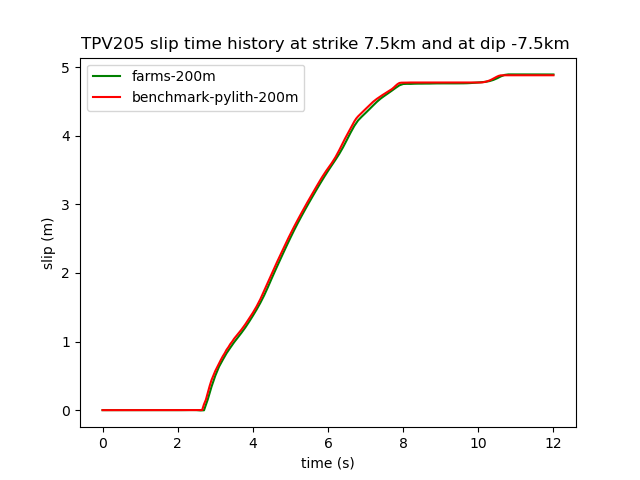 TPV205 slip time history at strike 7.5km and at dip -7.5km
farms-200m
benchmark-pylith-200m
5
4
3
2
1
0
slip (m)
0 2 4 6 8 10 12
time (s)